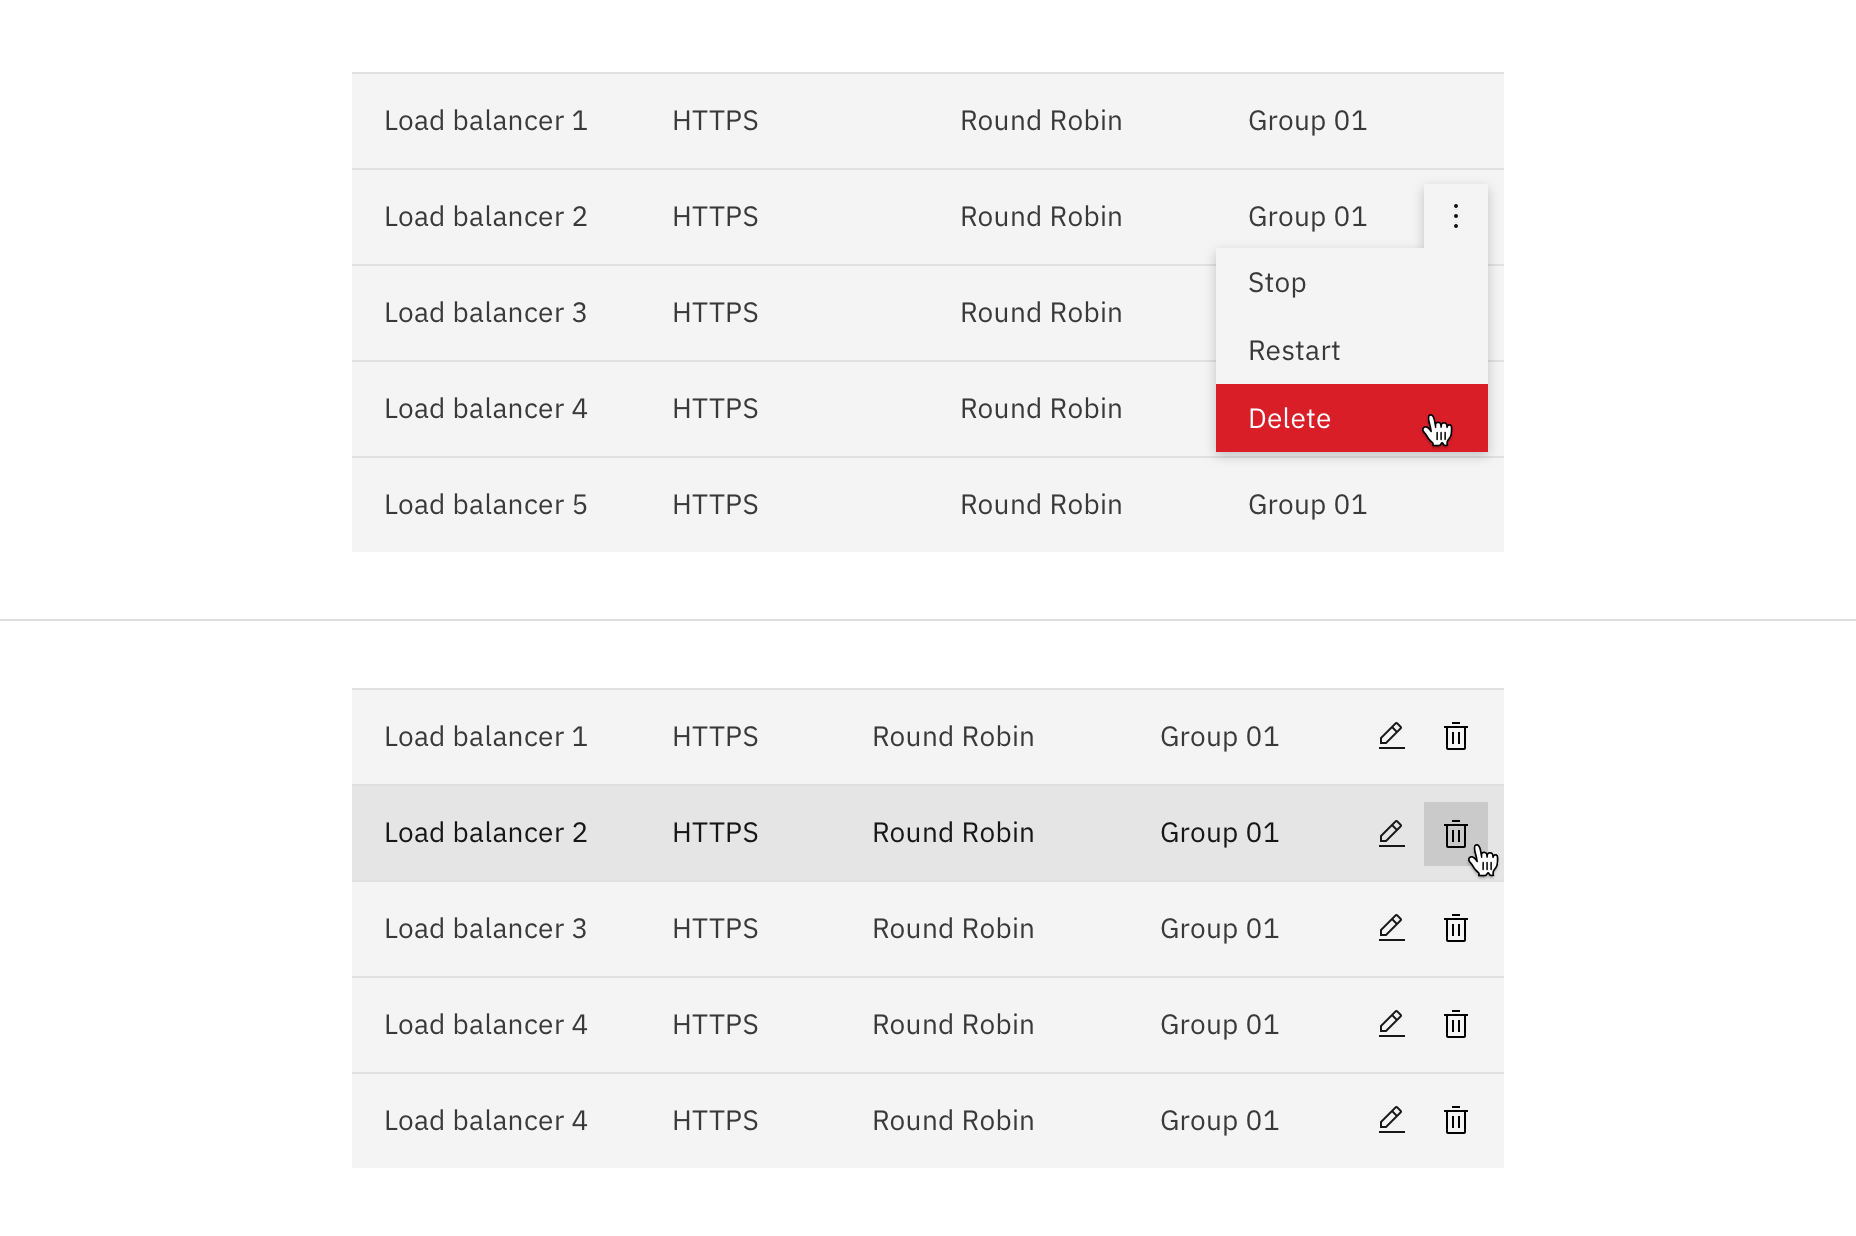 Load balancer 1 HTTPS Round Robin Group 01
Load balancer 2 HTTPS Round Robin Group 01
Stop
Load balancer 3 HTTPS Round Robin
Restart
Load balancer 4 HTTPS Round Robin
Delete
Load balancer 5 HTTPS Round Robin Group 01
Load balancer 1 HTTPS Round Robin Group 01
Load balancer 2 HTTPS Round Robin Group 01
Load balancer 3 HTTPS Round Robin Group 01
Load balancer 4 HTTPS Round Robin Group 01
Load balancer 4 HTTPS Round Robin Group 01